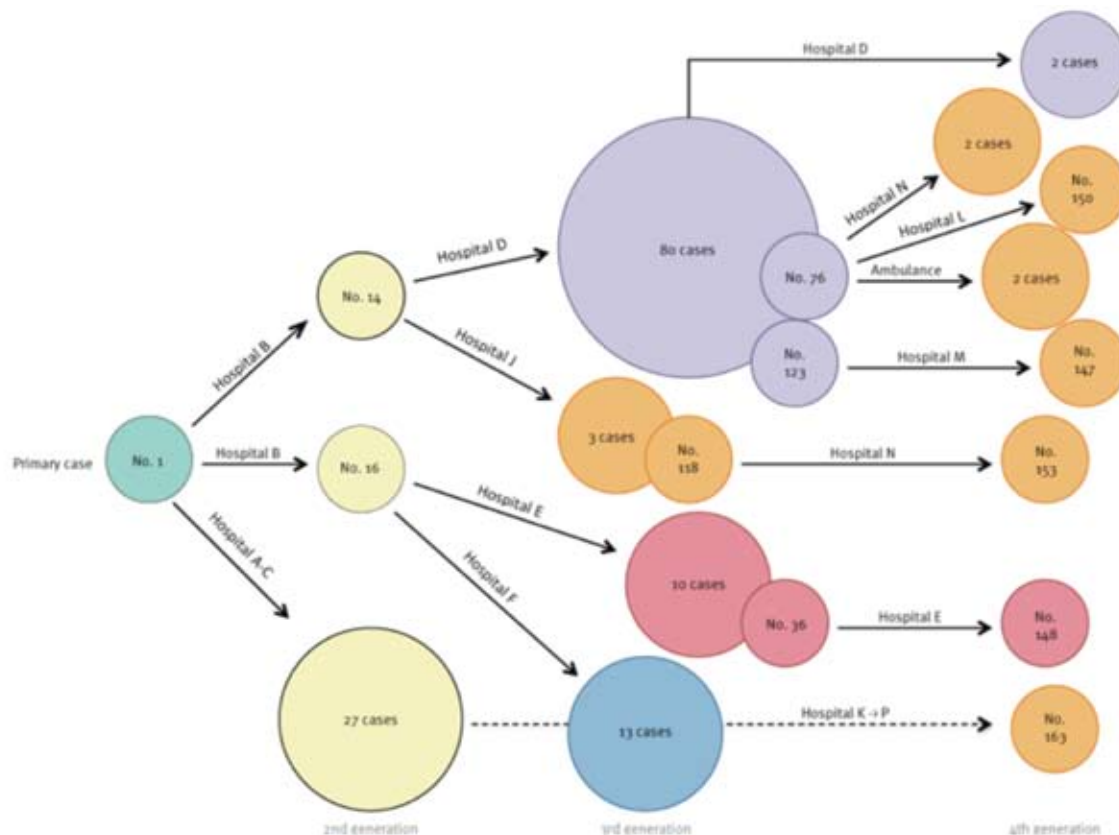 Hospital D
2 cases
2 cases
Hospital N
No.
150
Hospital L
Hospital D
80 cases
No. 76
Ambulance
2 cases
No. 14
Hospital B
Hospital J
No.
123
Hospital M
No.
147
3 cases
No.
118
Hospital N
No.
153
Primary case
No. 1
Hospital B
No. 16
Hospital E
Hospital A-C
Hospital F
10 cases
No. 36
Hospital E
No.
148
27 cases
13 cases
Hospital K → P
No.
163
2nd generation
3rd generation
4th generation